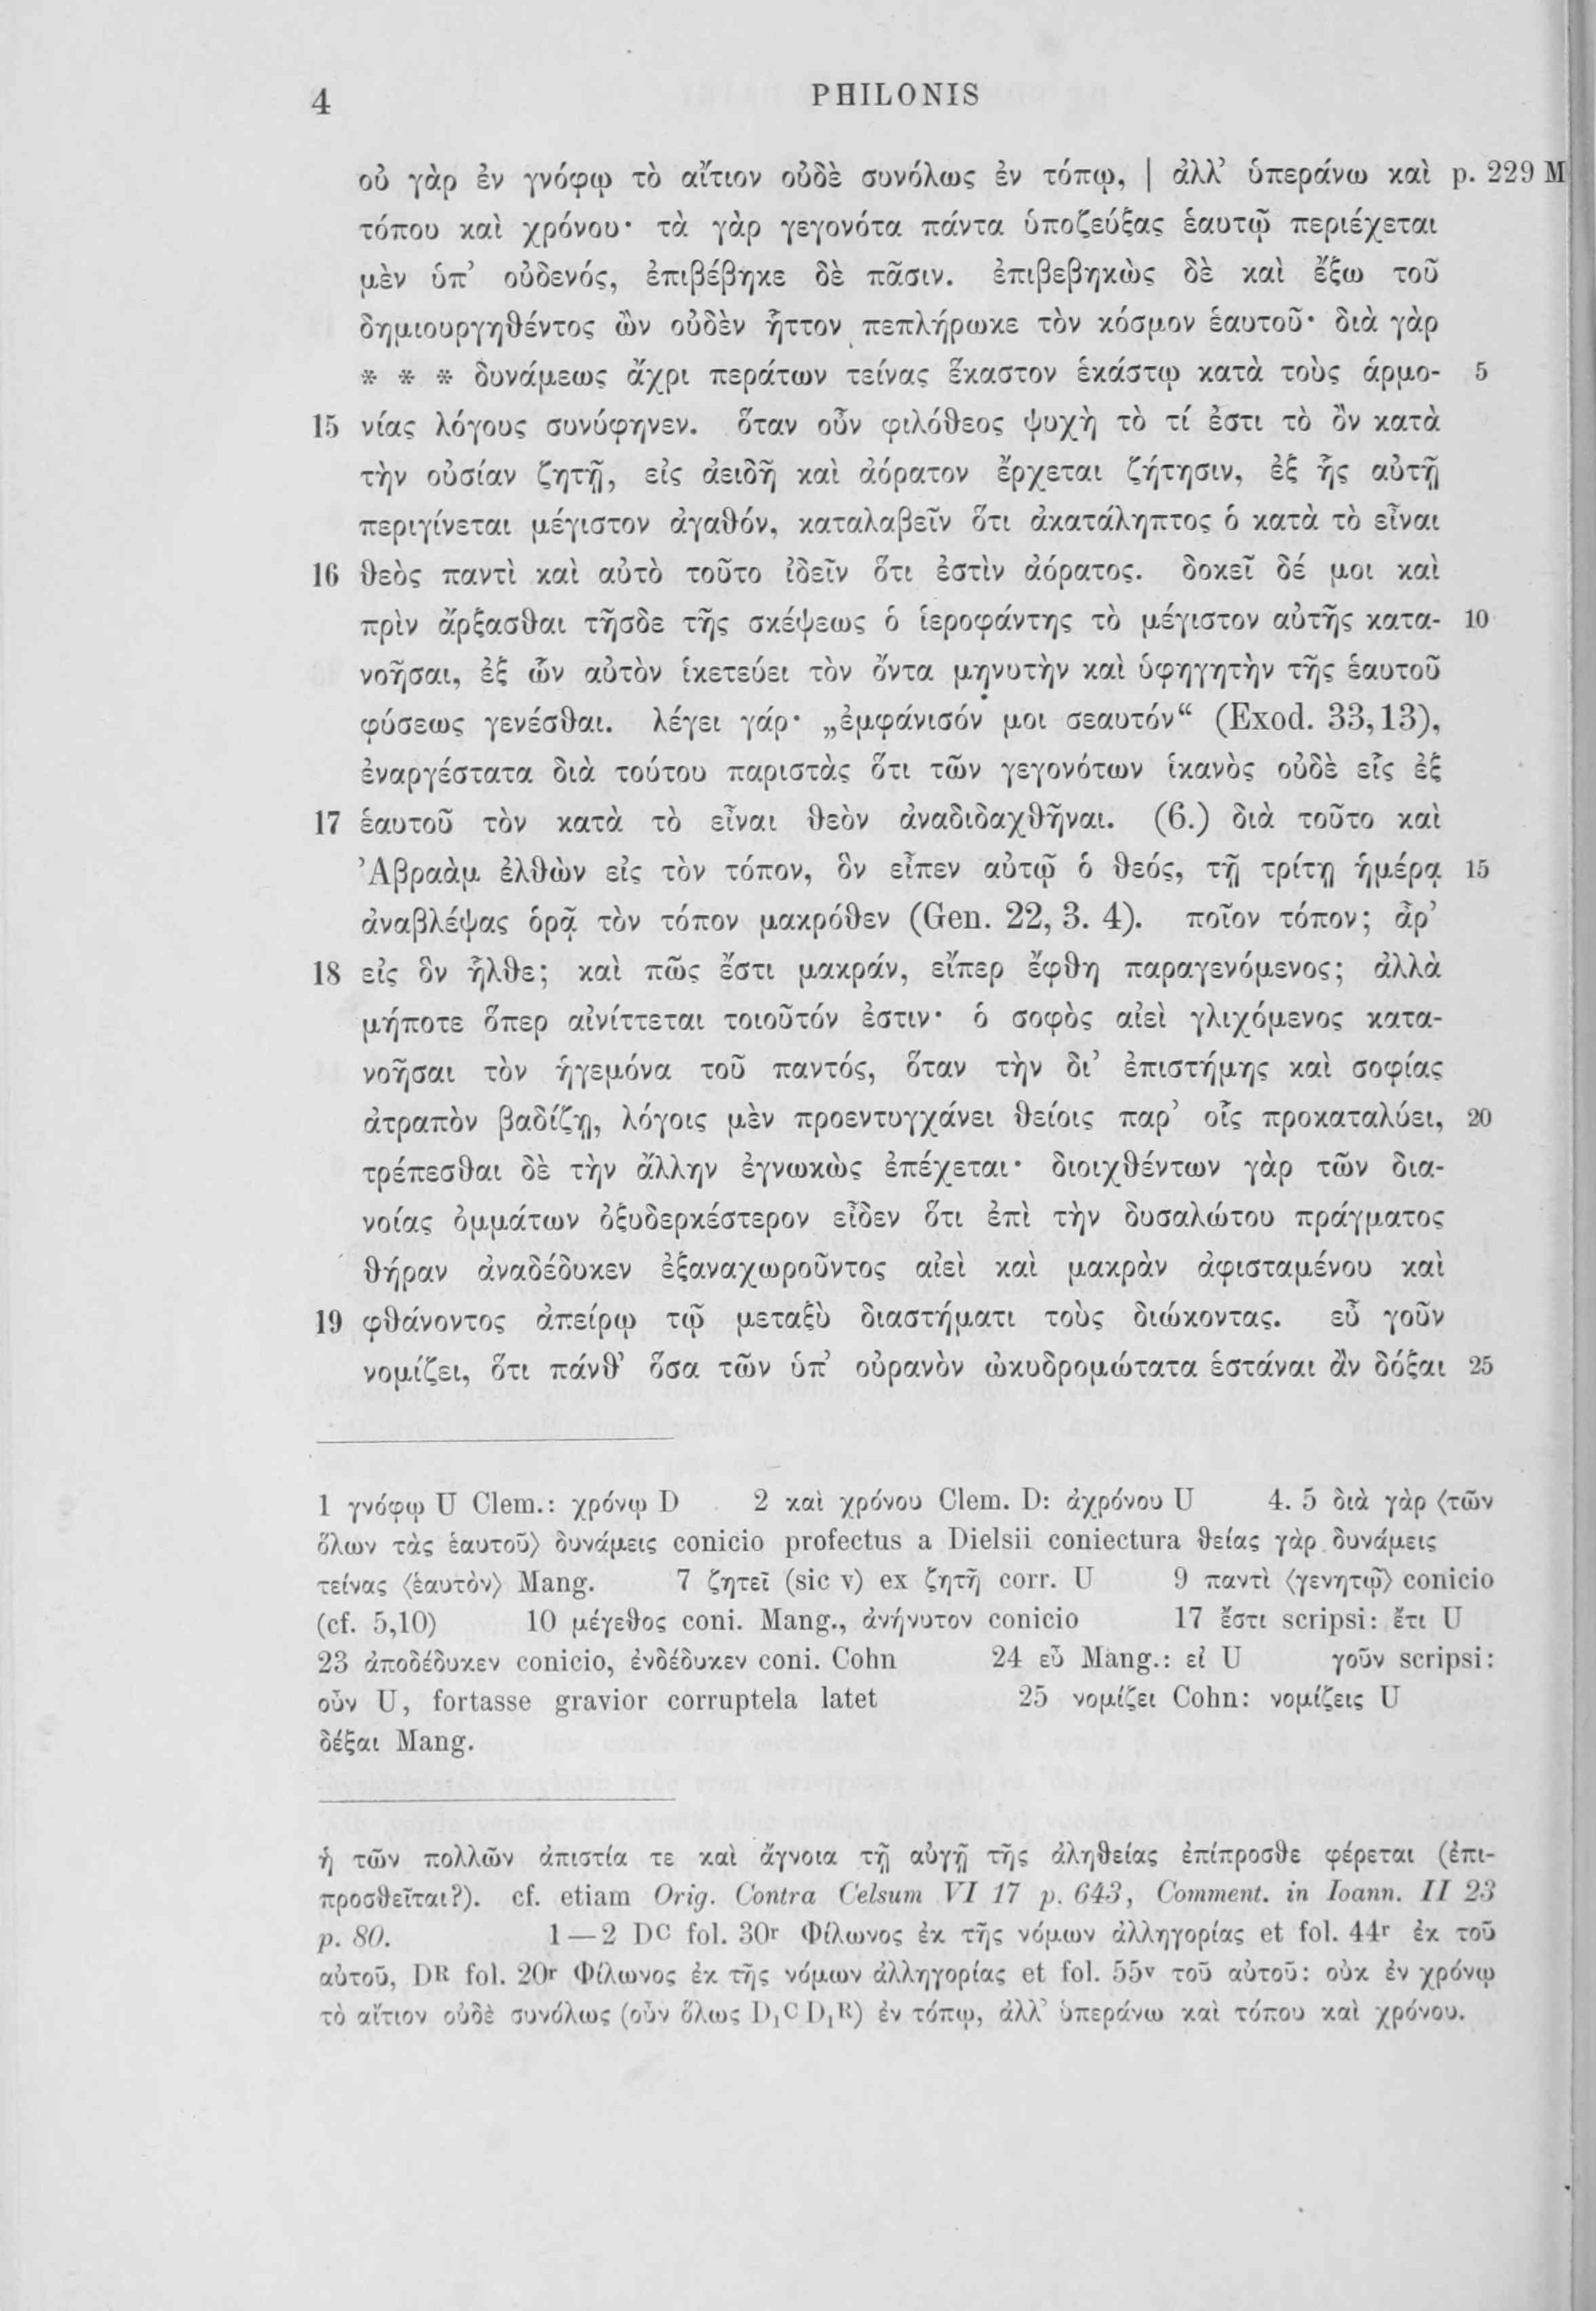 4 PHILONIS
οὐ γὰρ ἐν γνόφῳ τὸ αἴτιον οὐδὲ συνόλως ἐν τόπῳ, | ἀλλ’ ὑπεράνω καὶ p. 229 M
τόπου καὶ χρόνου· τὰ γὰρ γεγονότα πάντα ὑποζεύξας ἑαυτῷ περιέχεται
μὲν ὑπ’ οὐδενός, ἐπιβέβηκε δὲ πᾶσιν. ἐπιβεβηκὼς δὲ καὶ ἔξω τοῦ
δημιουργηθέντος ὢν οὐδὲν ἧττον πεπλήρωκε τὸν κόσμον ἑαυτοῦ· διὰ γὰρ
* * * δυνάμεως ἄχρι περάτων τείνας ἕκαστον ἑκάστῳ κατὰ τοὺς ἁρμο- 5
15 νίας λόγους συνύφηνεν. ὅταν οὖν φιλόθεος ψυχὴ τὸ τί ἐστι τὸ ὂν κατὰ
τὴν οὐσίαν ζητῇ, εἰς ἀειδῆ καὶ ἀόρατον ἔρχεται ζήτησιν, ἐξ ἧς αὐτῇ
περιγίνεται μέγιστον ἀγαθόν, καταλαβεῖν ὅτι ἀκατάληπτος ὁ κατὰ τὸ εἶναι
16 θεὸς παντὶ καὶ αὐτὸ τοῦτο ἰδεῖν ὅτι ἐστὶν ἀόρατος. δοκεῖ δέ μοι καὶ
πρὶν ἄρξασθαι τῆσδε τῆς σκέψεως ὁ ἱεροφάντης τὸ μέγιστον αὐτῆς κατα- 10
νοῆσαι, ἐξ ὧν αὐτὸν ἱκετεύει τὸν ὄντα μηνυτὴν καὶ ὑφηγητὴν τῆς ἑαυτοῦ
φύσεως γενέσθαι. λέγει γάρ· „ἐμφάνισόν μοι σεαυτόν“ (Exod. 33,13),
ἐναργέστατα διὰ τούτου παριστὰς ὅτι τῶν γεγονότων ἱκανὸς οὐδὲ εἷς ἐξ
17 ἑαυτοῦ τὸν κατὰ τὸ εἶναι θεὸν ἀναδιδαχθῆναι. (6.) διὰ τοῦτο καὶ
Ἀβραὰμ ἐλθὼν εἰς τὸν τόπον, ὃν εἶπεν αὐτῷ ὁ θεός, τῇ τρίτῃ ἡμέρᾳ 15
ἀναβλέψας ὁρᾷ τὸν τόπον μακρόθεν (Gen. 22, 3. 4). ποῖον τόπον; ἆρ’
18 εἰς ὃν ἦλθε; καὶ πῶς ἔστι μακράν, εἴπερ ἔφθη παραγενόμενος; ἀλλὰ
μήποτε ὅπερ αἰνίττεται τοιοῦτόν ἐστιν· ὁ σοφὸς αἰεὶ γλιχόμενος κατα-
νοῆσαι τὸν ἡγεμόνα τοῦ παντός, ὅταν τὴν δι’ ἐπιστήμης καὶ σοφίας
ἀτραπὸν βαδίζῃ, λόγοις μὲν προεντυγχάνει θείοις παρ’ οἷς προκαταλύει, 20
τρέπεσθαι δὲ τὴν ἄλλην ἐγνωκὼς ἐπέχεται· διοιχθέντων γὰρ τῶν δια-
νοίας ὀμμάτων ὀξυδερκέστερον εἶδεν ὅτι ἐπὶ τὴν δυσαλώτου πράγματος
θήραν ἀναδέδυκεν ἐξαναχωροῦντος αἰεὶ καὶ μακρὰν ἀφισταμένου καὶ
19 φθάνοντος ἀπείρῳ τῷ μεταξὺ διαστήματι τοὺς διώκοντας. εὖ γοῦν
νομίζει, ὅτι πάνθ’ ὅσα τῶν ὑπ’ οὐρανὸν ὠκυδρομώτατα ἑστάναι ἂν δόξαι 25
1 γνόφῳ U Clem.: χρόνῳ D 2 καὶ χρόνου Clem. D: ἀχρόνου U 4. 5 διὰ γὰρ ⟨τῶν
ὅλων τὰς ἑαυτοῦ⟩ δυνάμεις conicio profectus a Dielsii coniectura θείας γὰρ δυνάμεις
τείνας ⟨ἑαυτὸν⟩ Mang. 7 ζητεῖ (sic v) ex ζητῆ corr. U 9 παντὶ ⟨γενητῷ⟩ conicio
(cf. 5,10) 10 μέγεθος coni. Mang., ἀνήνυτον conicio 17 ἔστι scripsi: ἔτι U
23 ἀποδέδυκεν conicio, ἐνδέδυκεν coni. Cohn 24 εὖ Mang.: εἰ U γοῦν scripsi:
οὖν U, fortasse gravior corruptela latet 25 νομίζει Cohn: νομίζεις U
δέξαι Mang.
ἡ τῶν πολλῶν ἀπιστία τε καὶ ἄγνοια τῇ αὐγῇ τῆς ἀληθείας ἐπίπροσθε φέρεται (ἐπι-
προσθεῖται?). cf. etiam Orig. Contra Celsum VI 17 p. 643, Comment. in Ioann. II 23
p. 80. 1—2 DC fol. 30r Φίλωνος ἐκ τῆς νόμων ἀλληγορίας et fol. 44r ἐκ τοῦ
αὐτοῦ, DR fol. 20r Φίλωνος ἐκ τῆς νόμων ἀλληγορίας et fol. 55v τοῦ αὐτοῦ: οὐκ ἐν χρόνῳ
τὸ αἴτιον οὐδὲ συνόλως (οὖν ὅλως D₁C D₁R) ἐν τόπῳ, ἀλλ’ ὑπεράνω καὶ τόπου καὶ χρόνου.